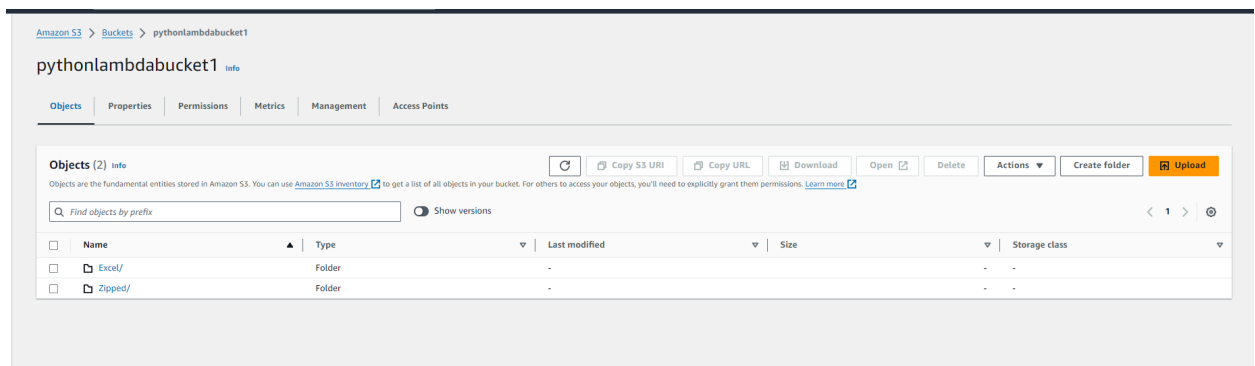 Amazon S3 > Buckets > pythonlambdabucket1
pythonlambdabucket1 Info
Objects Properties Permissions Metrics Management Access Points
Objects (2) Info
Copy S3 URI Copy URL Download Open Delete Actions Create folder Upload
Objects are the fundamental entities stored in Amazon S3. You can use Amazon S3 inventory to get a list of all objects in your bucket. For others to access your objects, you'll need to explicitly grant them permissions. Learn more
Find objects by prefix Show versions < 1 >
Name Type Last modified Size Storage class
Excel/ Folder - - -
Zipped/ Folder - - -